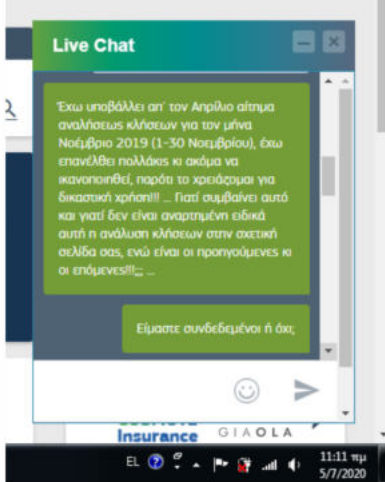 Live Chat
Έχω υποβάλλει απ' τον Απρίλιο αίτημα
αναλήσεως κλήσεων για τον μήνα
Νοέμβριο 2019 (1-30 Νοεμβρίου), έχω
επανέλθει πολλάκις κι ακόμα να
ικανοποιηθεί, παρότι το χρειάζομαι για
δικαστική χρήση!!! ... Γιατί συμβαίνει αυτό
και γιατί δεν είναι αναρτημένη ειδικά
αυτή η ανάλυση κλήσεων στην σχετική
σελίδα σας, ενώ είναι οι προηγούμενες κι
οι επόμενες!!!;;; ...
Είμαστε συνδεδεμένοι ή όχι;
Insurance
GIAOLA
EL
11:11 πμ
5/7/2020